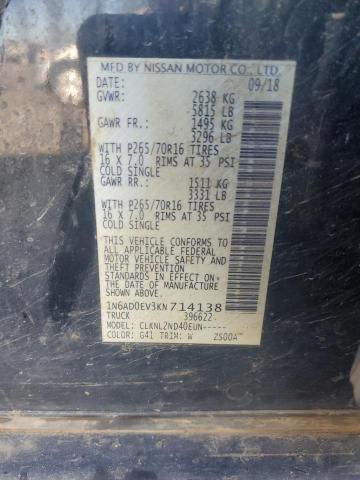 MFD BY NISSAN MOTOR CO., LTD.
DATE: 09/18
GVWR: 2638 KG
5815 LB
GAWR FR.: 1495 KG
3296 LB
WITH P265/70R16 TIRES
16 X 7.0 RIMS AT 35 PSI
COLD SINGLE
GAWR RR.: 1511 KG
3331 LB
WITH P265/70R16 TIRES
16 X 7.0 RIMS AT 35 PSI
COLD SINGLE
THIS VEHICLE CONFORMS TO
ALL APPLICABLE FEDERAL
MOTOR VEHICLE SAFETY AND
THEFT PREVENTION
STANDARDS IN EFFECT ON
THE DATE OF MANUFACTURE
SHOWN ABOVE.
1N6AD0EV3KN714138
TRUCK 396622
MODEL: CLKNL2ND40EUN-----
COLOR: G41 TRIM: W 2S00A